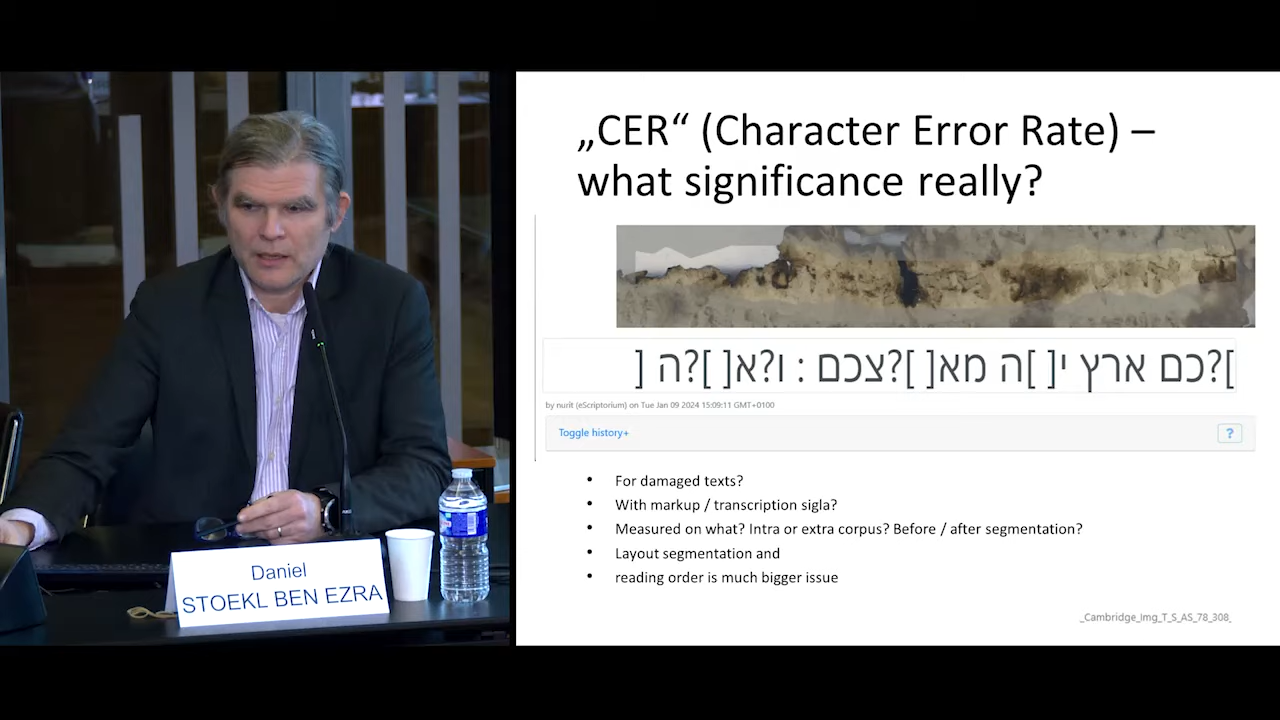 „CER“ (Character Error Rate) –
what significance really?
]?כם ארץ י[ ]ה מא[ ]?צכם : ו?א[ ]?ה [
by nurit (eScriptorium) on Tue Jan 09 2024 15:09:11 GMT+0100
Toggle history+
?
• For damaged texts?
• With markup / transcription sigla?
• Measured on what? Intra or extra corpus? Before / after segmentation?
• Layout segmentation and
• reading order is much bigger issue
_Cambridge_Img_T_S_AS_78_308_
Daniel
STOEKL BEN EZRA